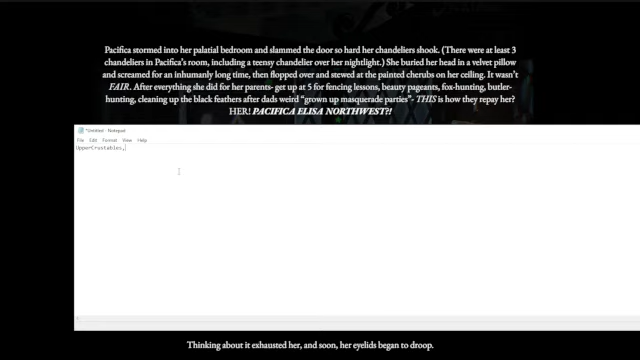 Pacifica stormed into her palatial bedroom and slammed the door so hard her chandeliers shook. (There were at least 3
chandeliers in Pacifica's room, including a teensy chandelier over her nightlight.) She buried her head in a velvet pillow
and screamed for an inhumanly long time, then flopped over and stewed at the painted cherubs on her ceiling. It wasn't
FAIR. After everything she did for her parents- get up at 5 for fencing lessons, beauty pageants, fox-hunting, butler-
hunting, cleaning up the black feathers after dads weird “grown up masquerade parties”- THIS is how they repay her?
HER! PACIFICA ELISA NORTHWEST?!
*Untitled - Notepad
File Edit Format View Help
UpperCrustables,
Thinking about it exhausted her, and soon, her eyelids began to droop.